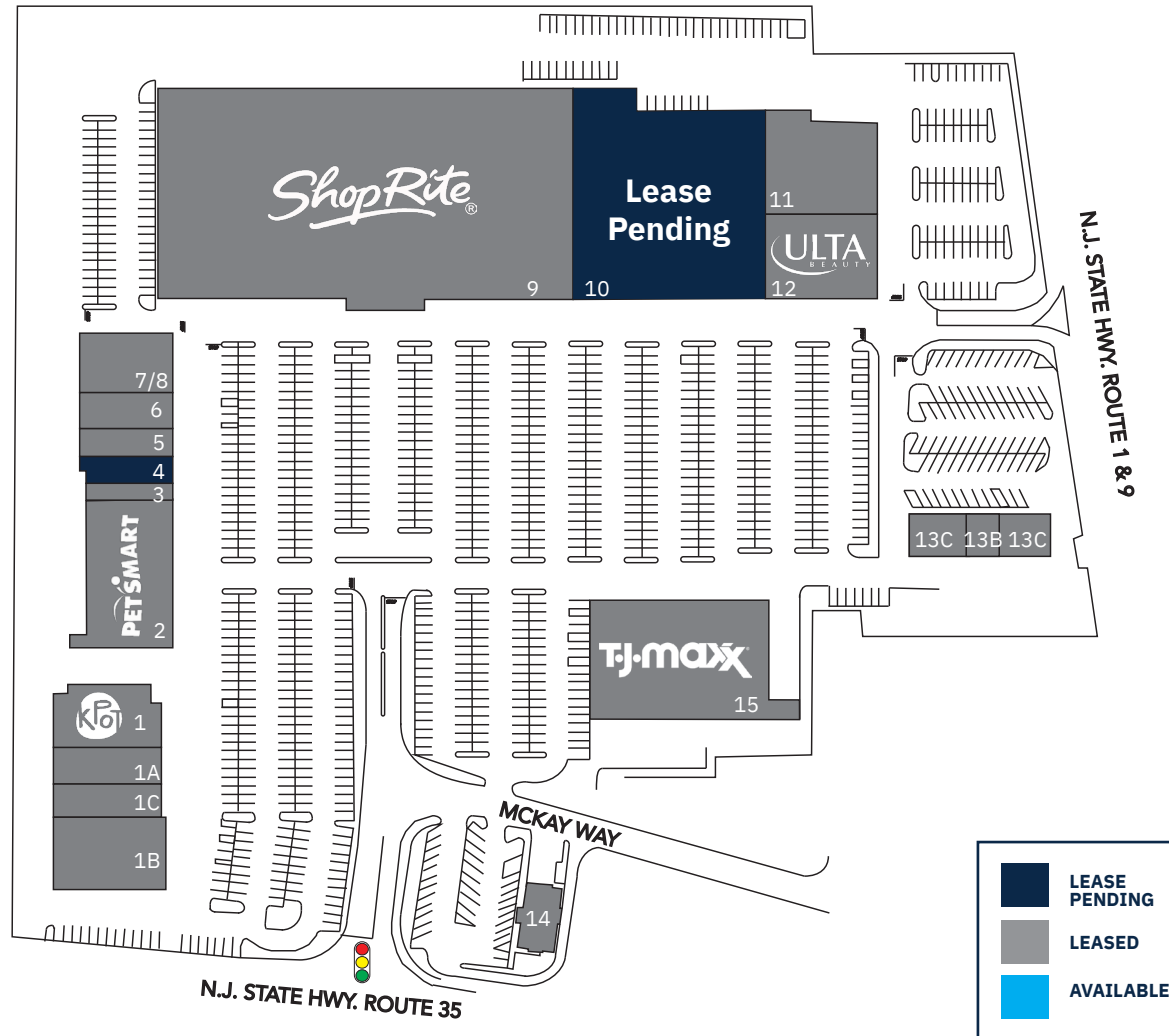 ShopRite®
Lease
Pending
9
10
11
ULTA
BEAUTY
12
7/8
6
5
4
3
PETSMART
2
KPOT
1
1A
1C
1B
T·J·maxx
15
13C
13B
13C
14
MCKAY WAY
N.J. STATE HWY. ROUTE 1 & 9
N.J. STATE HWY. ROUTE 35
LEASE
PENDING
LEASED
AVAILABLE